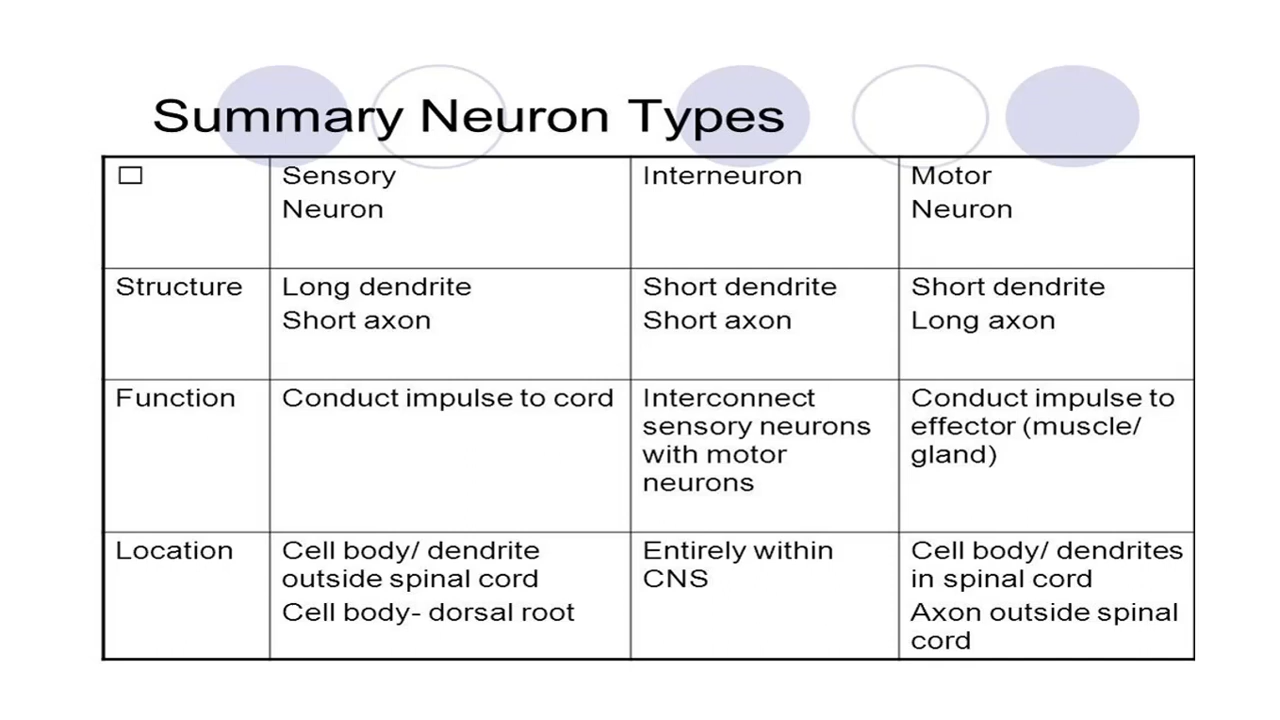 Summary Neuron Types
Sensory
Neuron
Interneuron
Motor
Neuron
Structure
Long dendrite
Short axon
Short dendrite
Short axon
Short dendrite
Long axon
Function
Conduct impulse to cord
Interconnect
sensory neurons
with motor
neurons
Conduct impulse to
effector (muscle/
gland)
Location
Cell body/ dendrite
outside spinal cord
Cell body- dorsal root
Entirely within
CNS
Cell body/ dendrites
in spinal cord
Axon outside spinal
cord